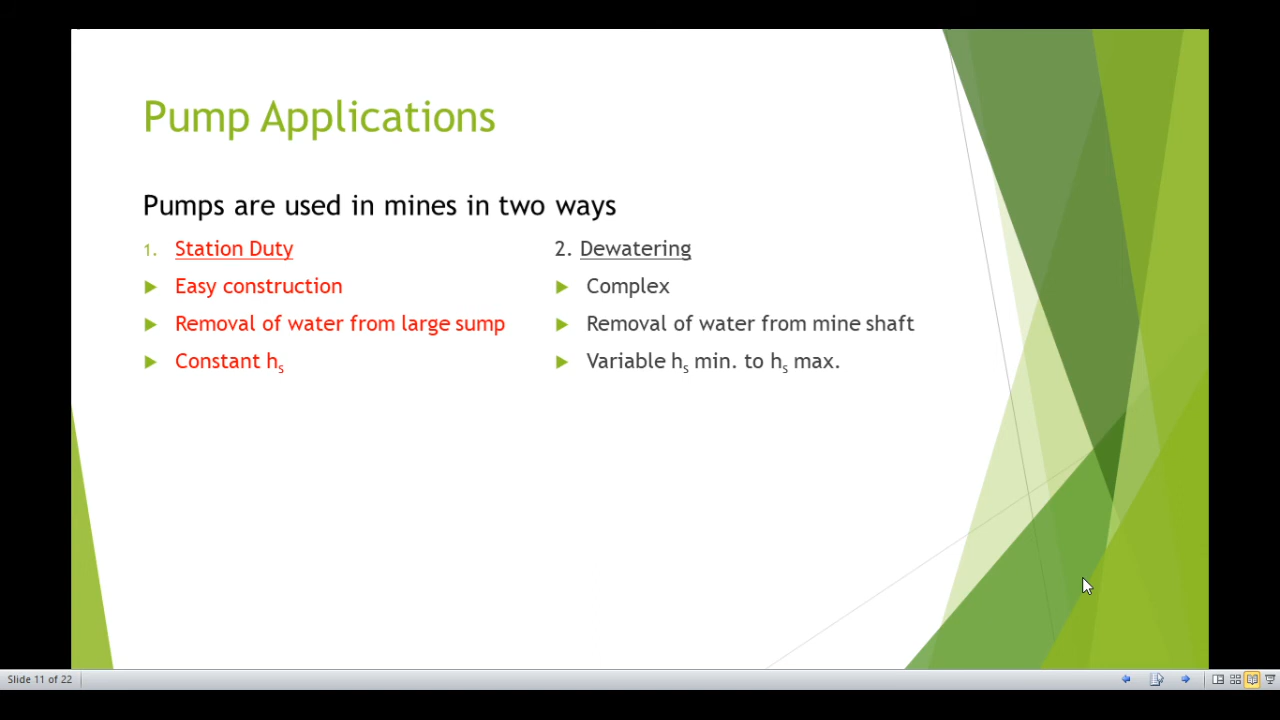 Pump Applications
Pumps are used in mines in two ways
1. Station Duty
Easy construction
Removal of water from large sump
Constant hs
2. Dewatering
Complex
Removal of water from mine shaft
Variable hs min. to hs max.
Slide 11 of 22